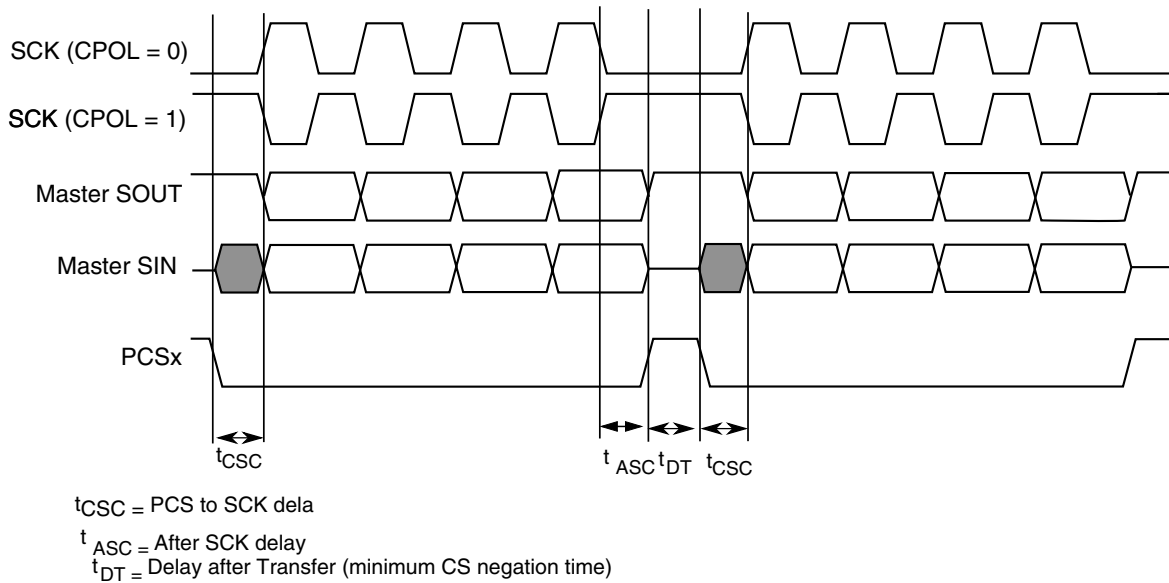 SCK (CPOL = 0)
SCK (CPOL = 1)
Master SOUT
Master SIN
PCSx
tCSC
t ASC
tDT
tCSC
tCSC = PCS to SCK dela
t ASC = After SCK delay
tDT = Delay after Transfer (minimum CS negation time)